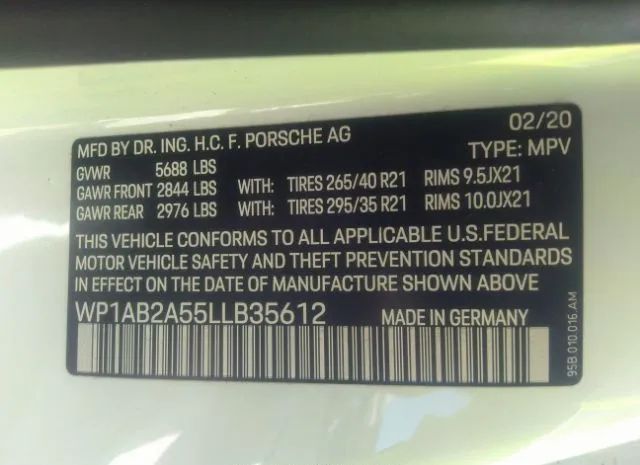 MFD BY DR. ING. H.C. F. PORSCHE AG 02/20
GVWR 5688 LBS TYPE: MPV
GAWR FRONT 2844 LBS WITH: TIRES 265/40 R21 RIMS 9.5JX21
GAWR REAR 2976 LBS WITH: TIRES 295/35 R21 RIMS 10.0JX21
THIS VEHICLE CONFORMS TO ALL APPLICABLE U.S.FEDERAL
MOTOR VEHICLE SAFETY AND THEFT PREVENTION STANDARDS
IN EFFECT ON THE DATE OF MANUFACTURE SHOWN ABOVE.
WP1AB2A55LLB35612 MADE IN GERMANY
95B.010.016.AM